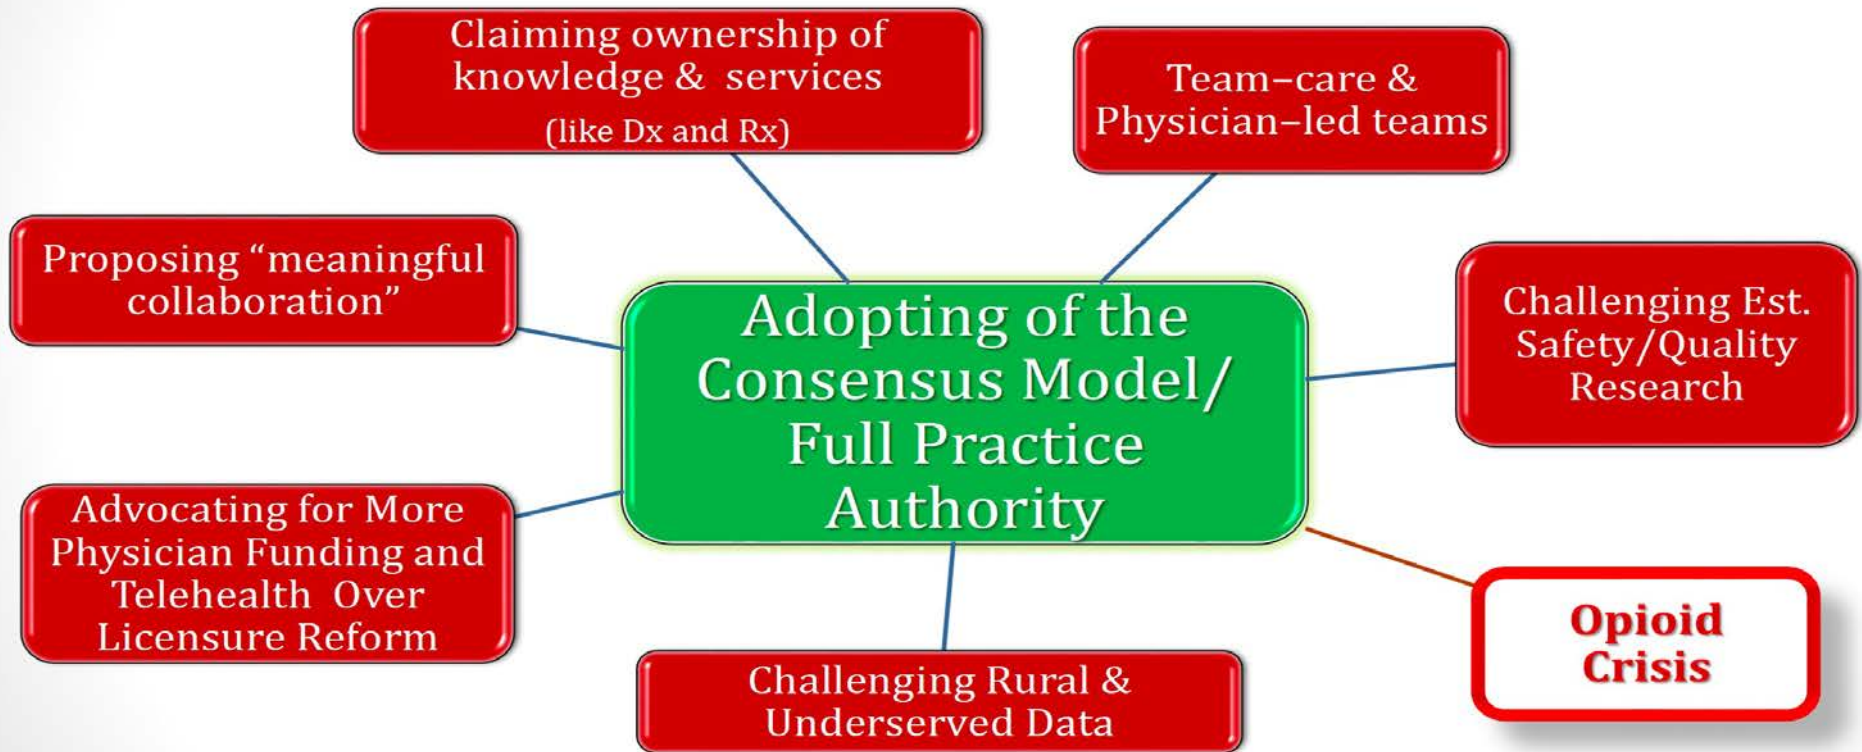 Claiming ownership of
knowledge & services
(like Dx and Rx)
Team-care &
Physician-led teams
Proposing “meaningful
collaboration”
Adopting of the
Consensus Model/
Full Practice
Authority
Challenging Est.
Safety/Quality
Research
Advocating for More
Physician Funding and
Telehealth Over
Licensure Reform
Challenging Rural &
Underserved Data
Opioid
Crisis